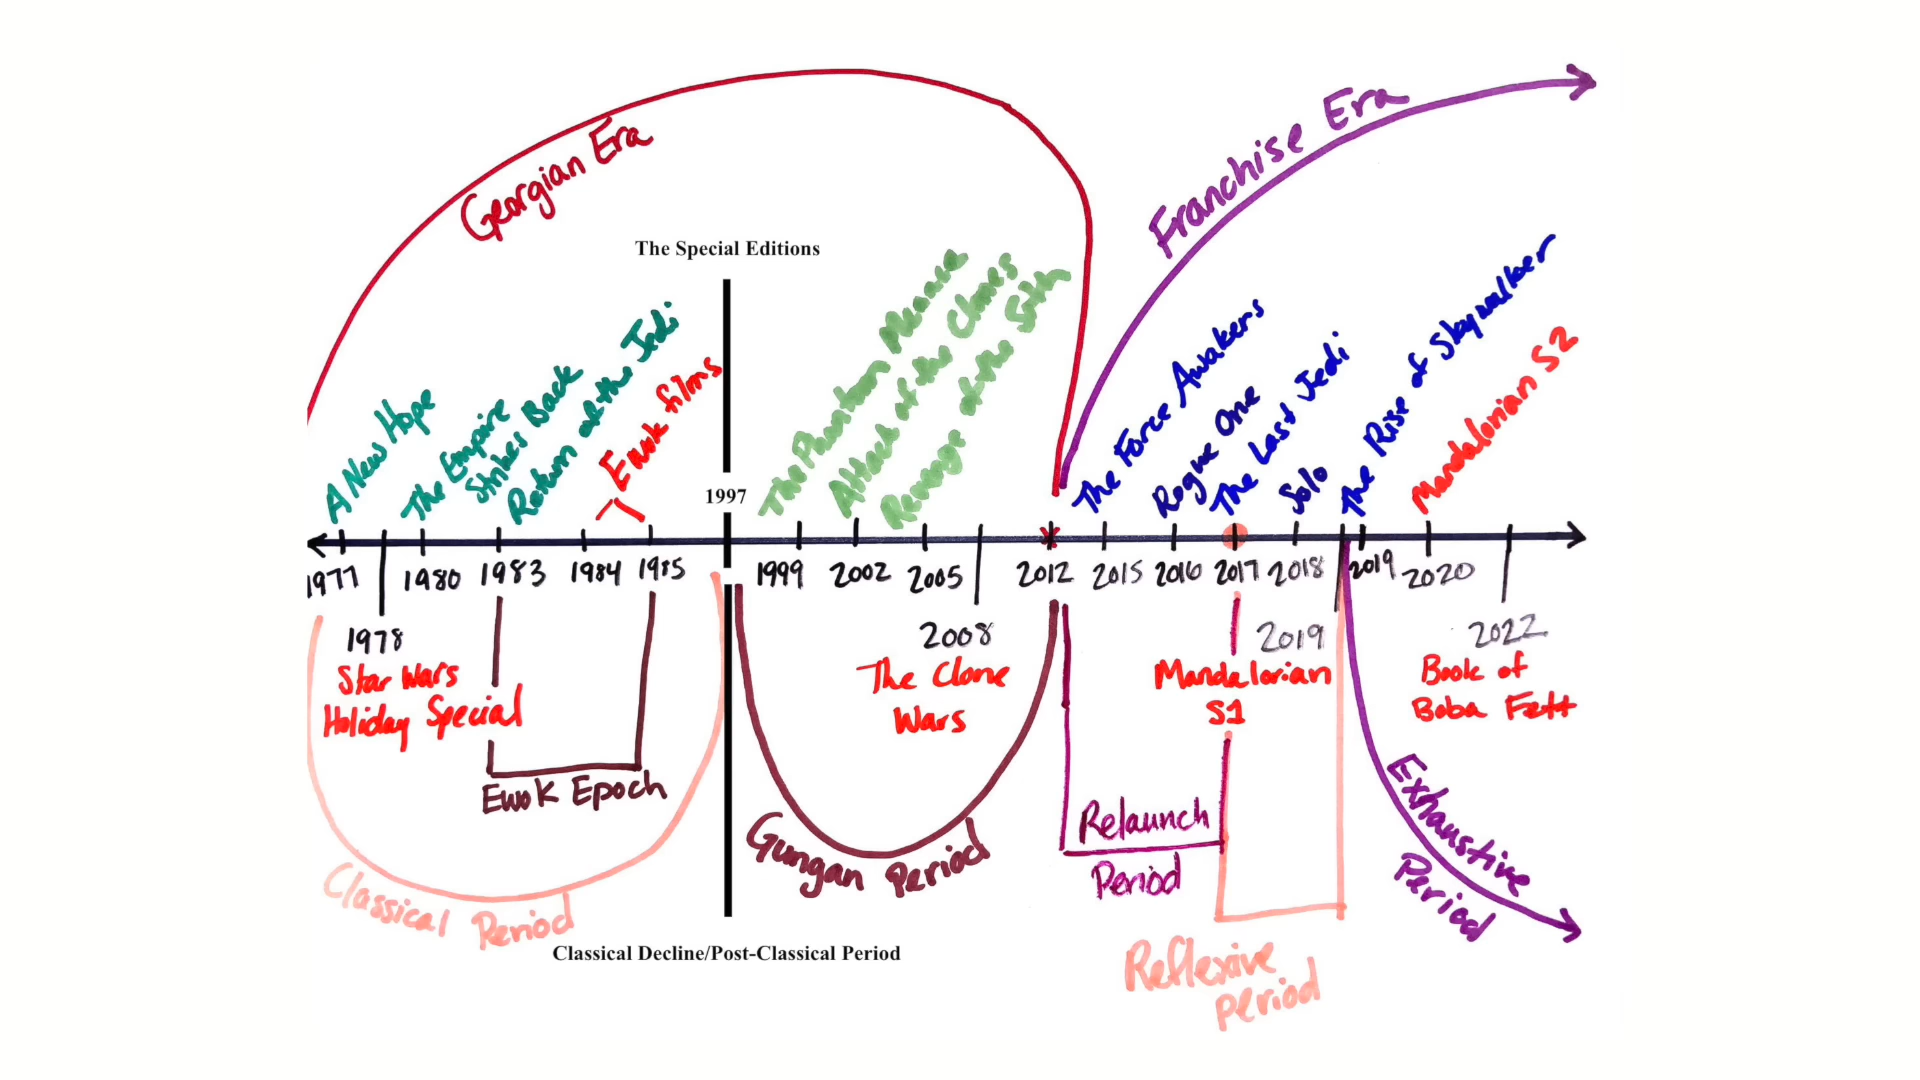 Georgian Era
Franchise Era
The Special Editions
A New Hope
The Empire
Strikes Back
Return of the Jedi
Ewok films
The Phantom Menace
Attack of the Clones
Revenge of the Sith
The Force Awakens
Rogue One
The Last Jedi
Solo
The Rise of Skywalker
Mandalorian S2
1997
1977
1980
1983
1984
1985
1999
2002
2005
2012
2015
2016
2017
2018
2019
2020
1978
Star Wars
Holiday Special
2008
The Clone
Wars
Mandalorian
S1
2019
2022
Book of
Boba Fett
Ewok Epoch
Classical Period
Gungan Period
Relaunch
Period
Exhaustive
Period
Classical Decline/Post-Classical Period
Reflexive
period